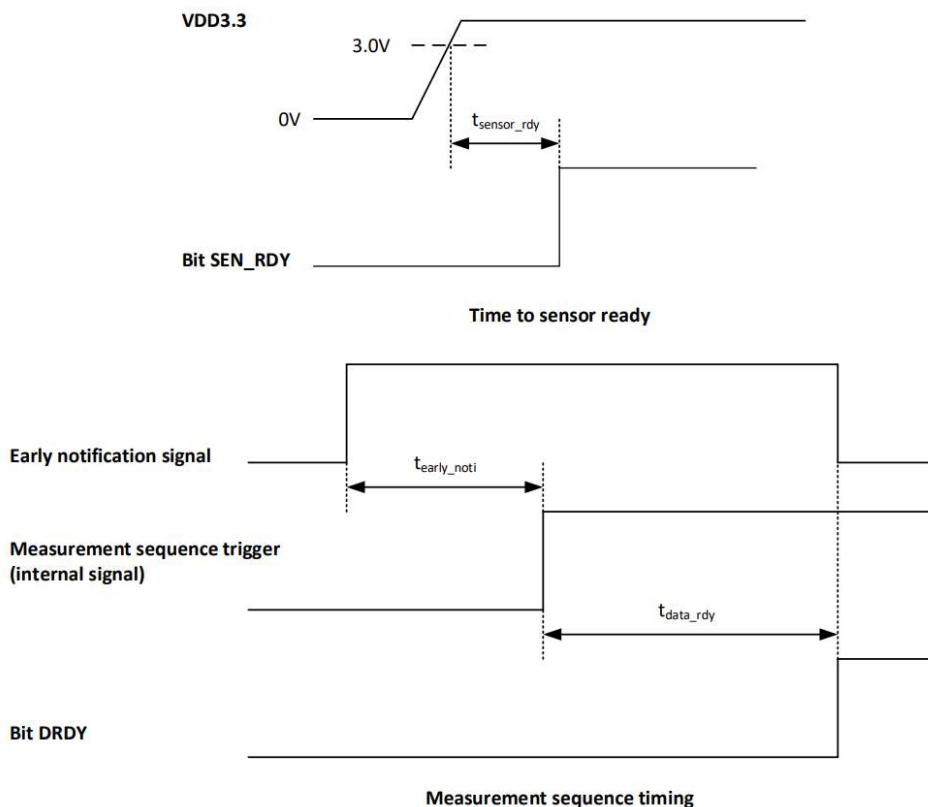 VDD3.3
3.0V
0V
tsensor_rdy
Bit SEN_RDY
Time to sensor ready
Early notification signal
tearly_noti
Measurement sequence trigger
(internal signal)
tdata_rdy
Bit DRDY
Measurement sequence timing